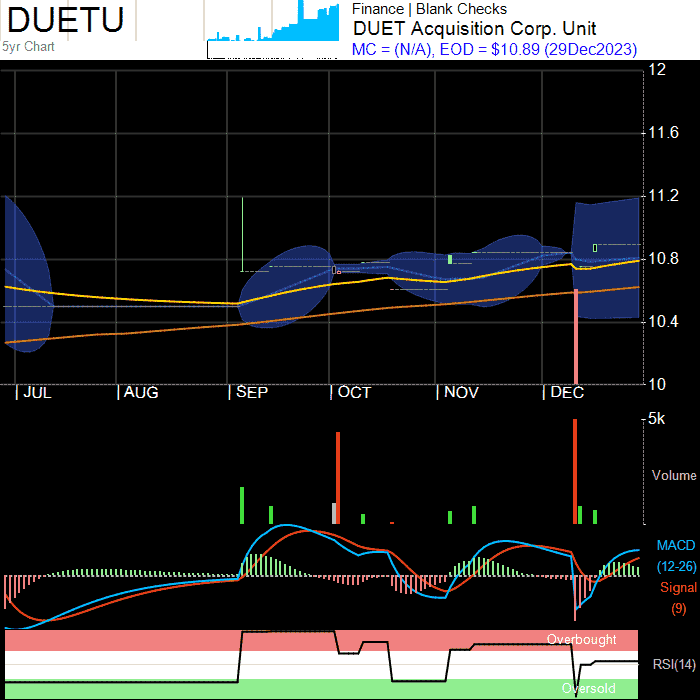 DUETU
5yr Chart
Finance | Blank Checks
DUET Acquisition Corp. Unit
MC = (N/A), EOD = $10.89 (29Dec2023)
12
11.6
11.2
10.8
10.4
10
| JUL | AUG | SEP | OCT | NOV | DEC
5k
Volume
MACD
(12-26)
Signal
(9)
Overbought
RSI(14)
Oversold